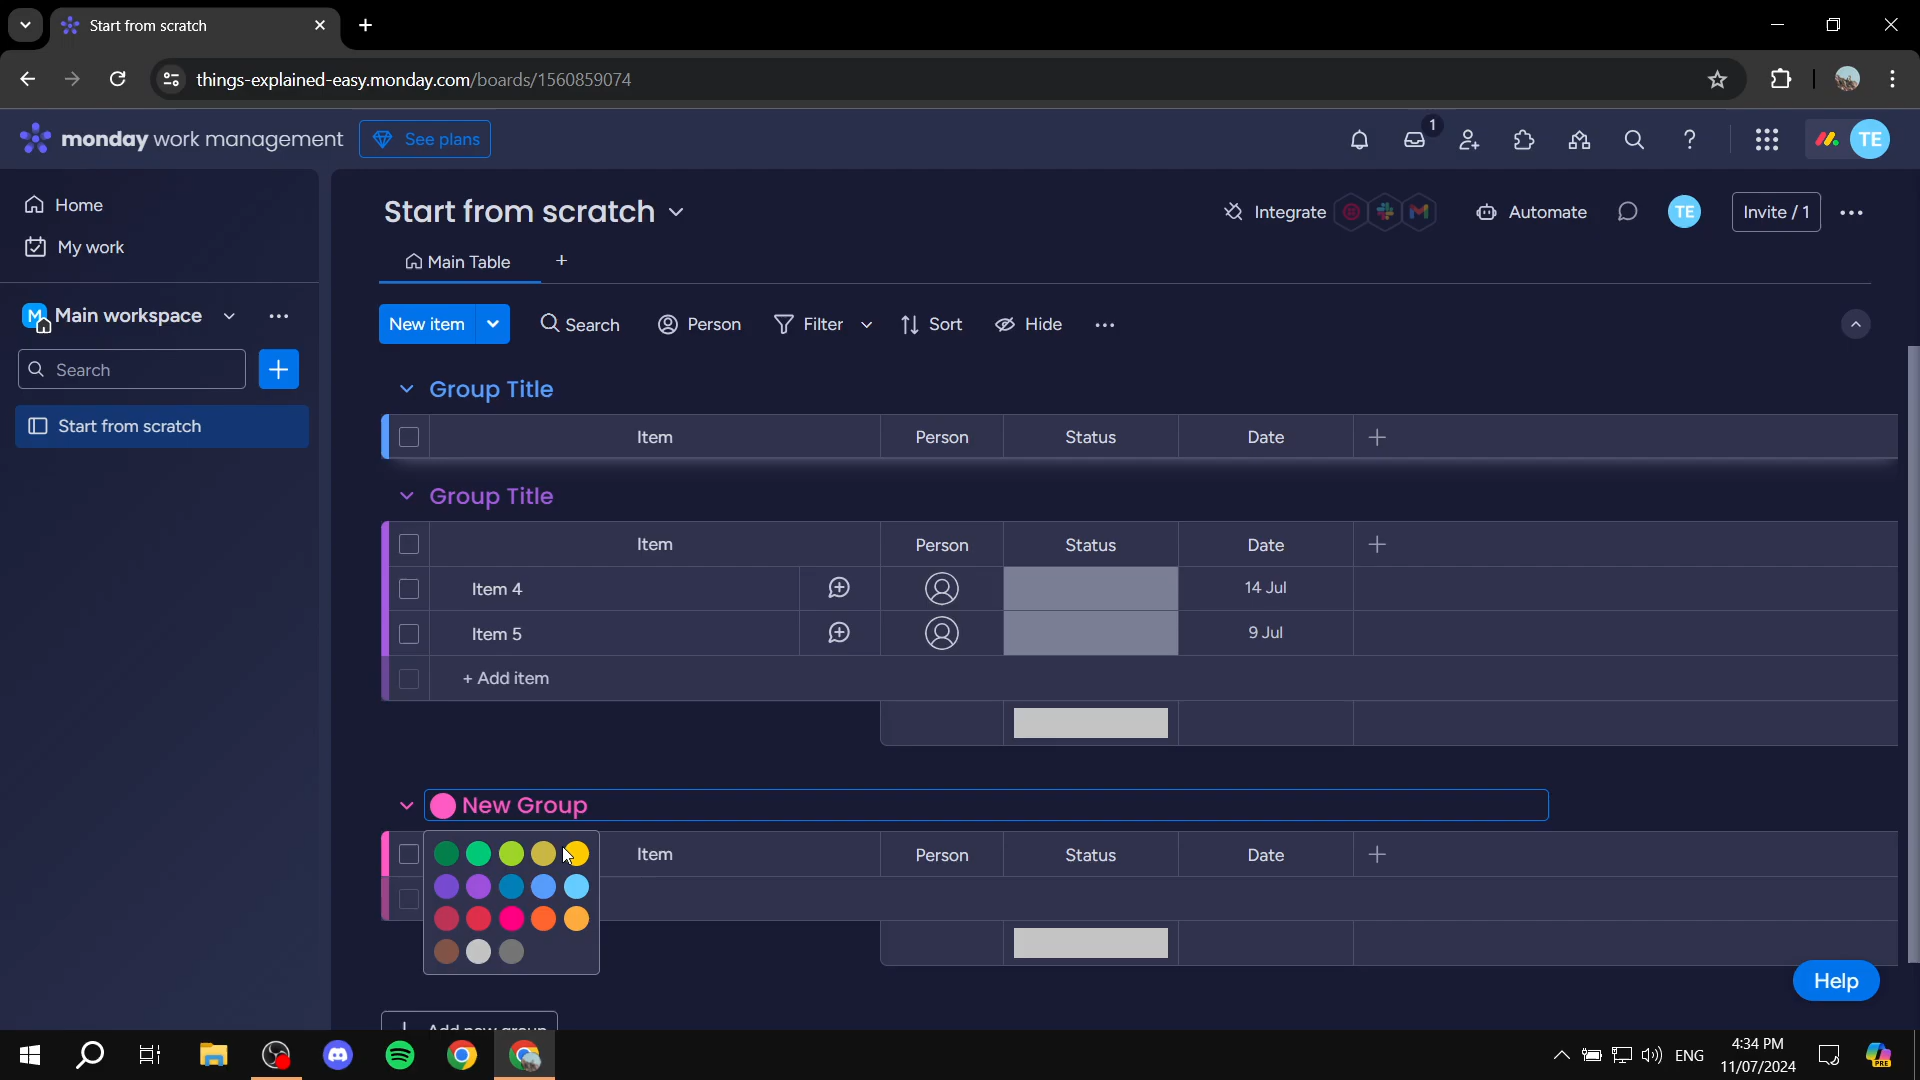 Start from scratch
things-explained-easy.monday.com/boards/1560859074
monday work management
See plans
1
TE
Home
My work
M Main workspace
Search
Start from scratch
Start from scratch
Integrate
Automate
TE
Invite / 1
Main Table
New item
Search
Person
Filter
Sort
Hide
Group Title
Item Person Status Date
Group Title
Item Person Status Date
Item 4 14 Jul
Item 5 9 Jul
+ Add item
New Group
Item Person Status Date
Add new group
Help
ENG
4:34 PM
11/07/2024
PRE